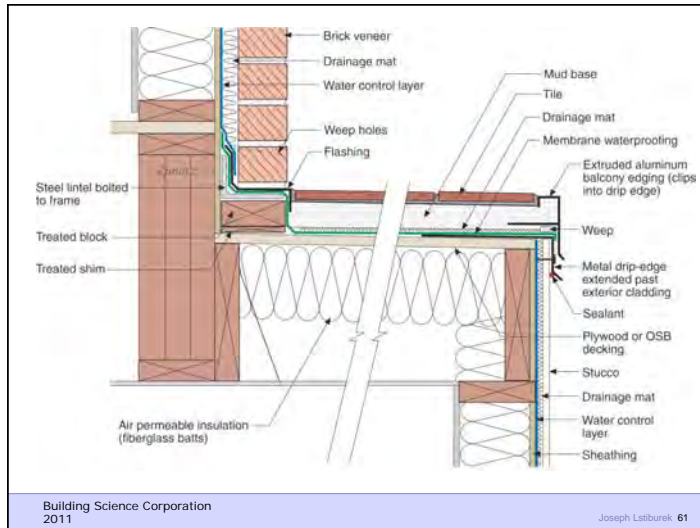 Brick veneer
Drainage mat
Water control layer
Weep holes
Flashing
Mud base
Tile
Drainage mat
Membrane waterproofing
Extruded aluminum
balcony edging (clips
into drip edge)
Steel lintel bolted
to frame
Treated block
Treated shim
Weep
Metal drip-edge
extended past
exterior cladding
Sealant
Plywood or OSB
decking
Stucco
Drainage mat
Water control
layer
Sheathing
Air permeable insulation
(fiberglass batts)
Building Science Corporation
2011
Joseph Lstiburek 61